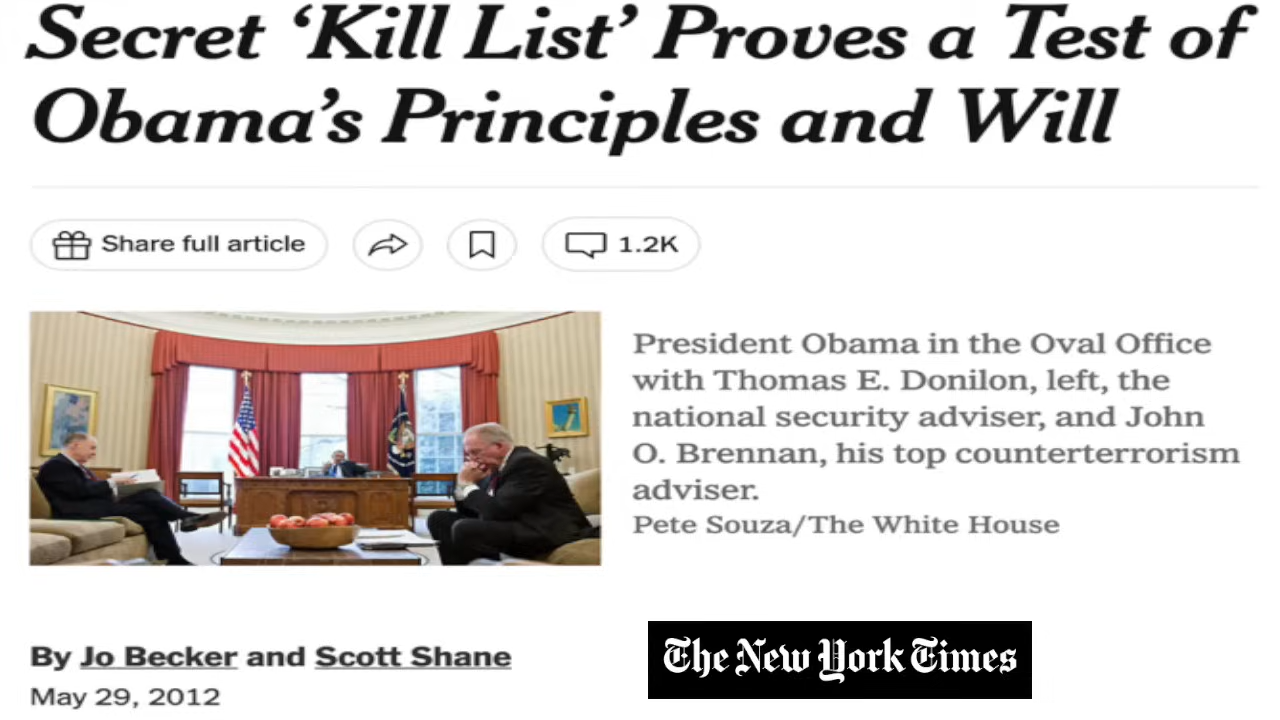 Secret ‘Kill List’ Proves a Test of
Obama’s Principles and Will
Share full article
1.2K
President Obama in the Oval Office
with Thomas E. Donilon, left, the
national security adviser, and John
O. Brennan, his top counterterrorism
adviser.
Pete Souza/The White House
By Jo Becker and Scott Shane
May 29, 2012
The New York Times